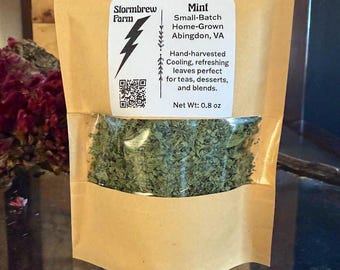 Stormbrew
Farm
Mint
Small-Batch
Home-Grown
Abingdon, VA
Hand-harvested
Cooling, refreshing
leaves perfect
for teas, desserts,
and blends.
Net Wt: 0.8 oz